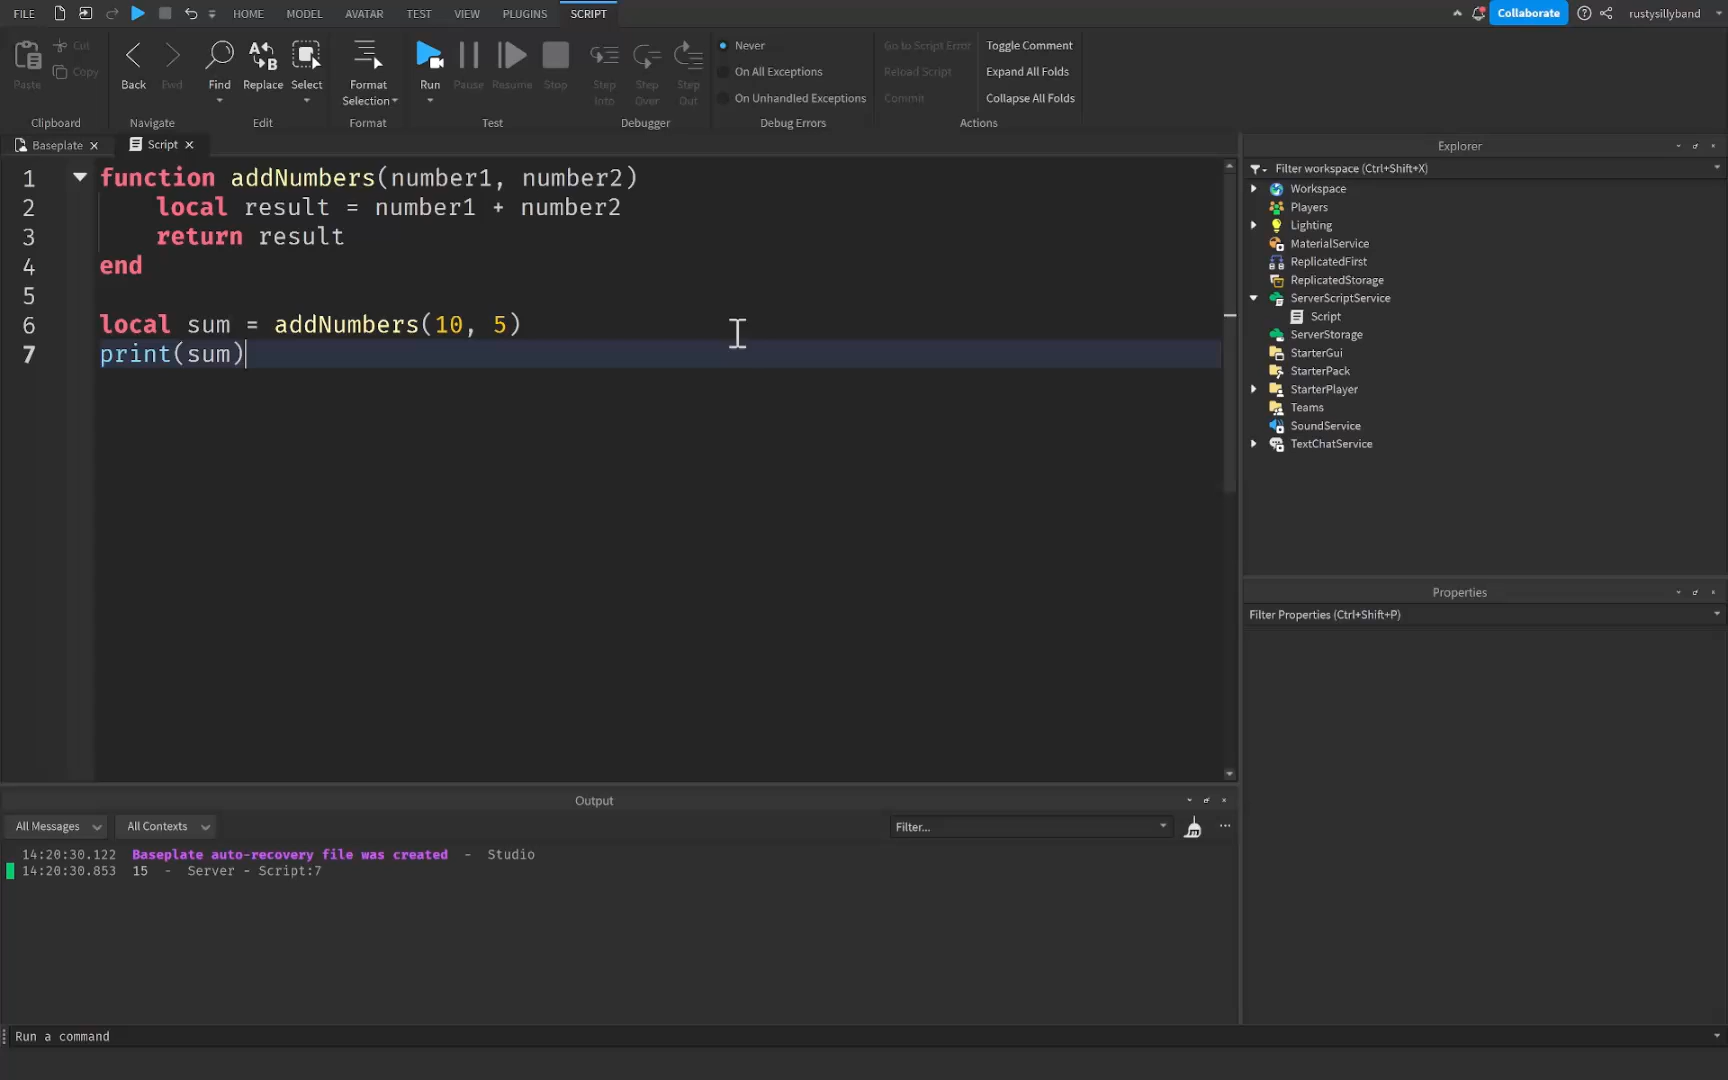 FILE HOME MODEL AVATAR TEST VIEW PLUGINS SCRIPT Collaborate rustysillyband
Paste Cut Copy
Back Fwd Find Replace Select Format Selection Run Pause Resume Stop Step Into Step Over Step Out
Never
On All Exceptions
On Unhandled Exceptions
Go to Script Error
Reload Script
Commit
Toggle Comment
Expand All Folds
Collapse All Folds
Clipboard Navigate Edit Format Test Debugger Debug Errors Actions
Baseplate Script
1 function addNumbers(number1, number2)
2 local result = number1 + number2
3 return result
4 end
5
6 local sum = addNumbers(10, 5)
7 print(sum)
Explorer
Filter workspace (Ctrl+Shift+X)
Workspace
Players
Lighting
MaterialService
ReplicatedFirst
ReplicatedStorage
ServerScriptService
Script
ServerStorage
StarterGui
StarterPack
StarterPlayer
Teams
SoundService
TextChatService
Properties
Filter Properties (Ctrl+Shift+P)
Output
All Messages All Contexts Filter... ...
14:20:30.122 Baseplate auto-recovery file was created - Studio
14:20:30.853 15 - Server - Script:7
Run a command